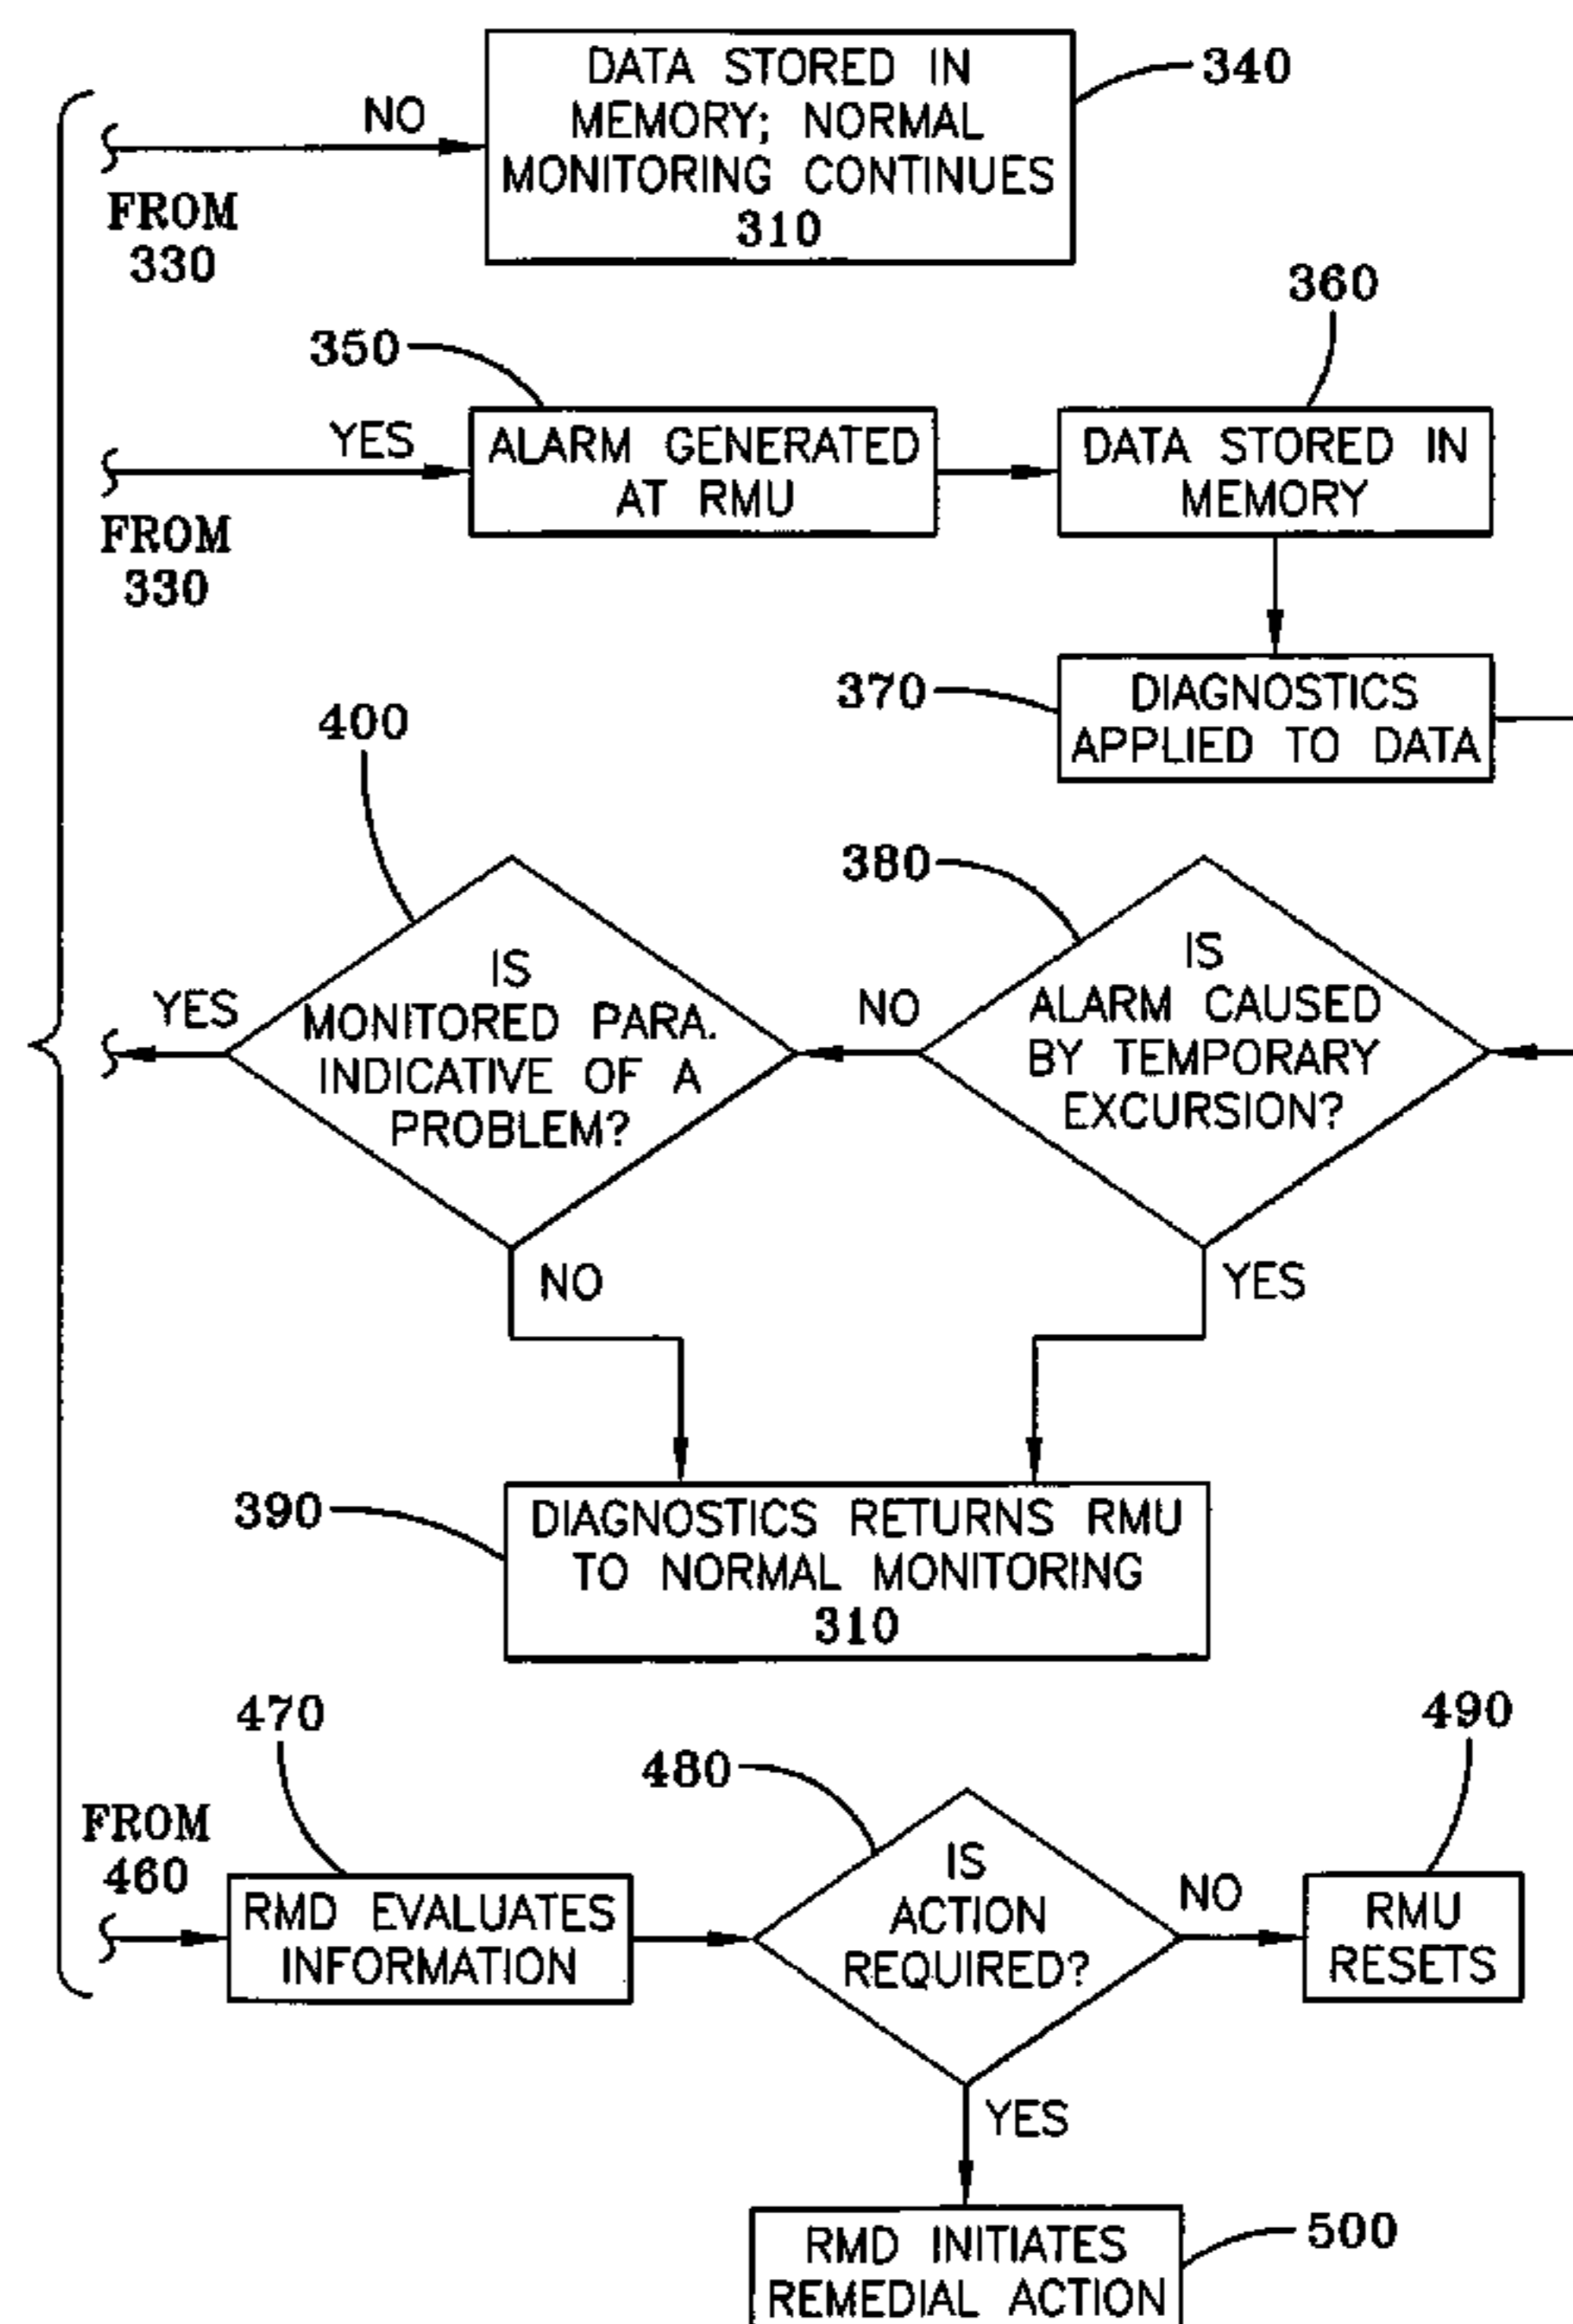 DATA STORED IN
MEMORY; NORMAL
MONITORING CONTINUES
310
340
NO
FROM
330
360
350
YES
ALARM GENERATED
AT RMU
DATA STORED IN
MEMORY
FROM
330
370
DIAGNOSTICS
APPLIED TO DATA
400
380
IS
MONITORED PARA.
INDICATIVE OF A
PROBLEM?
YES
NO
IS
ALARM CAUSED
BY TEMPORARY
EXCURSION?
NO
YES
390
DIAGNOSTICS RETURNS RMU
TO NORMAL MONITORING
310
470
480
490
FROM
460
RMD EVALUATES
INFORMATION
IS
ACTION
REQUIRED?
NO
RMU
RESETS
YES
RMD INITIATES
REMEDIAL ACTION
500